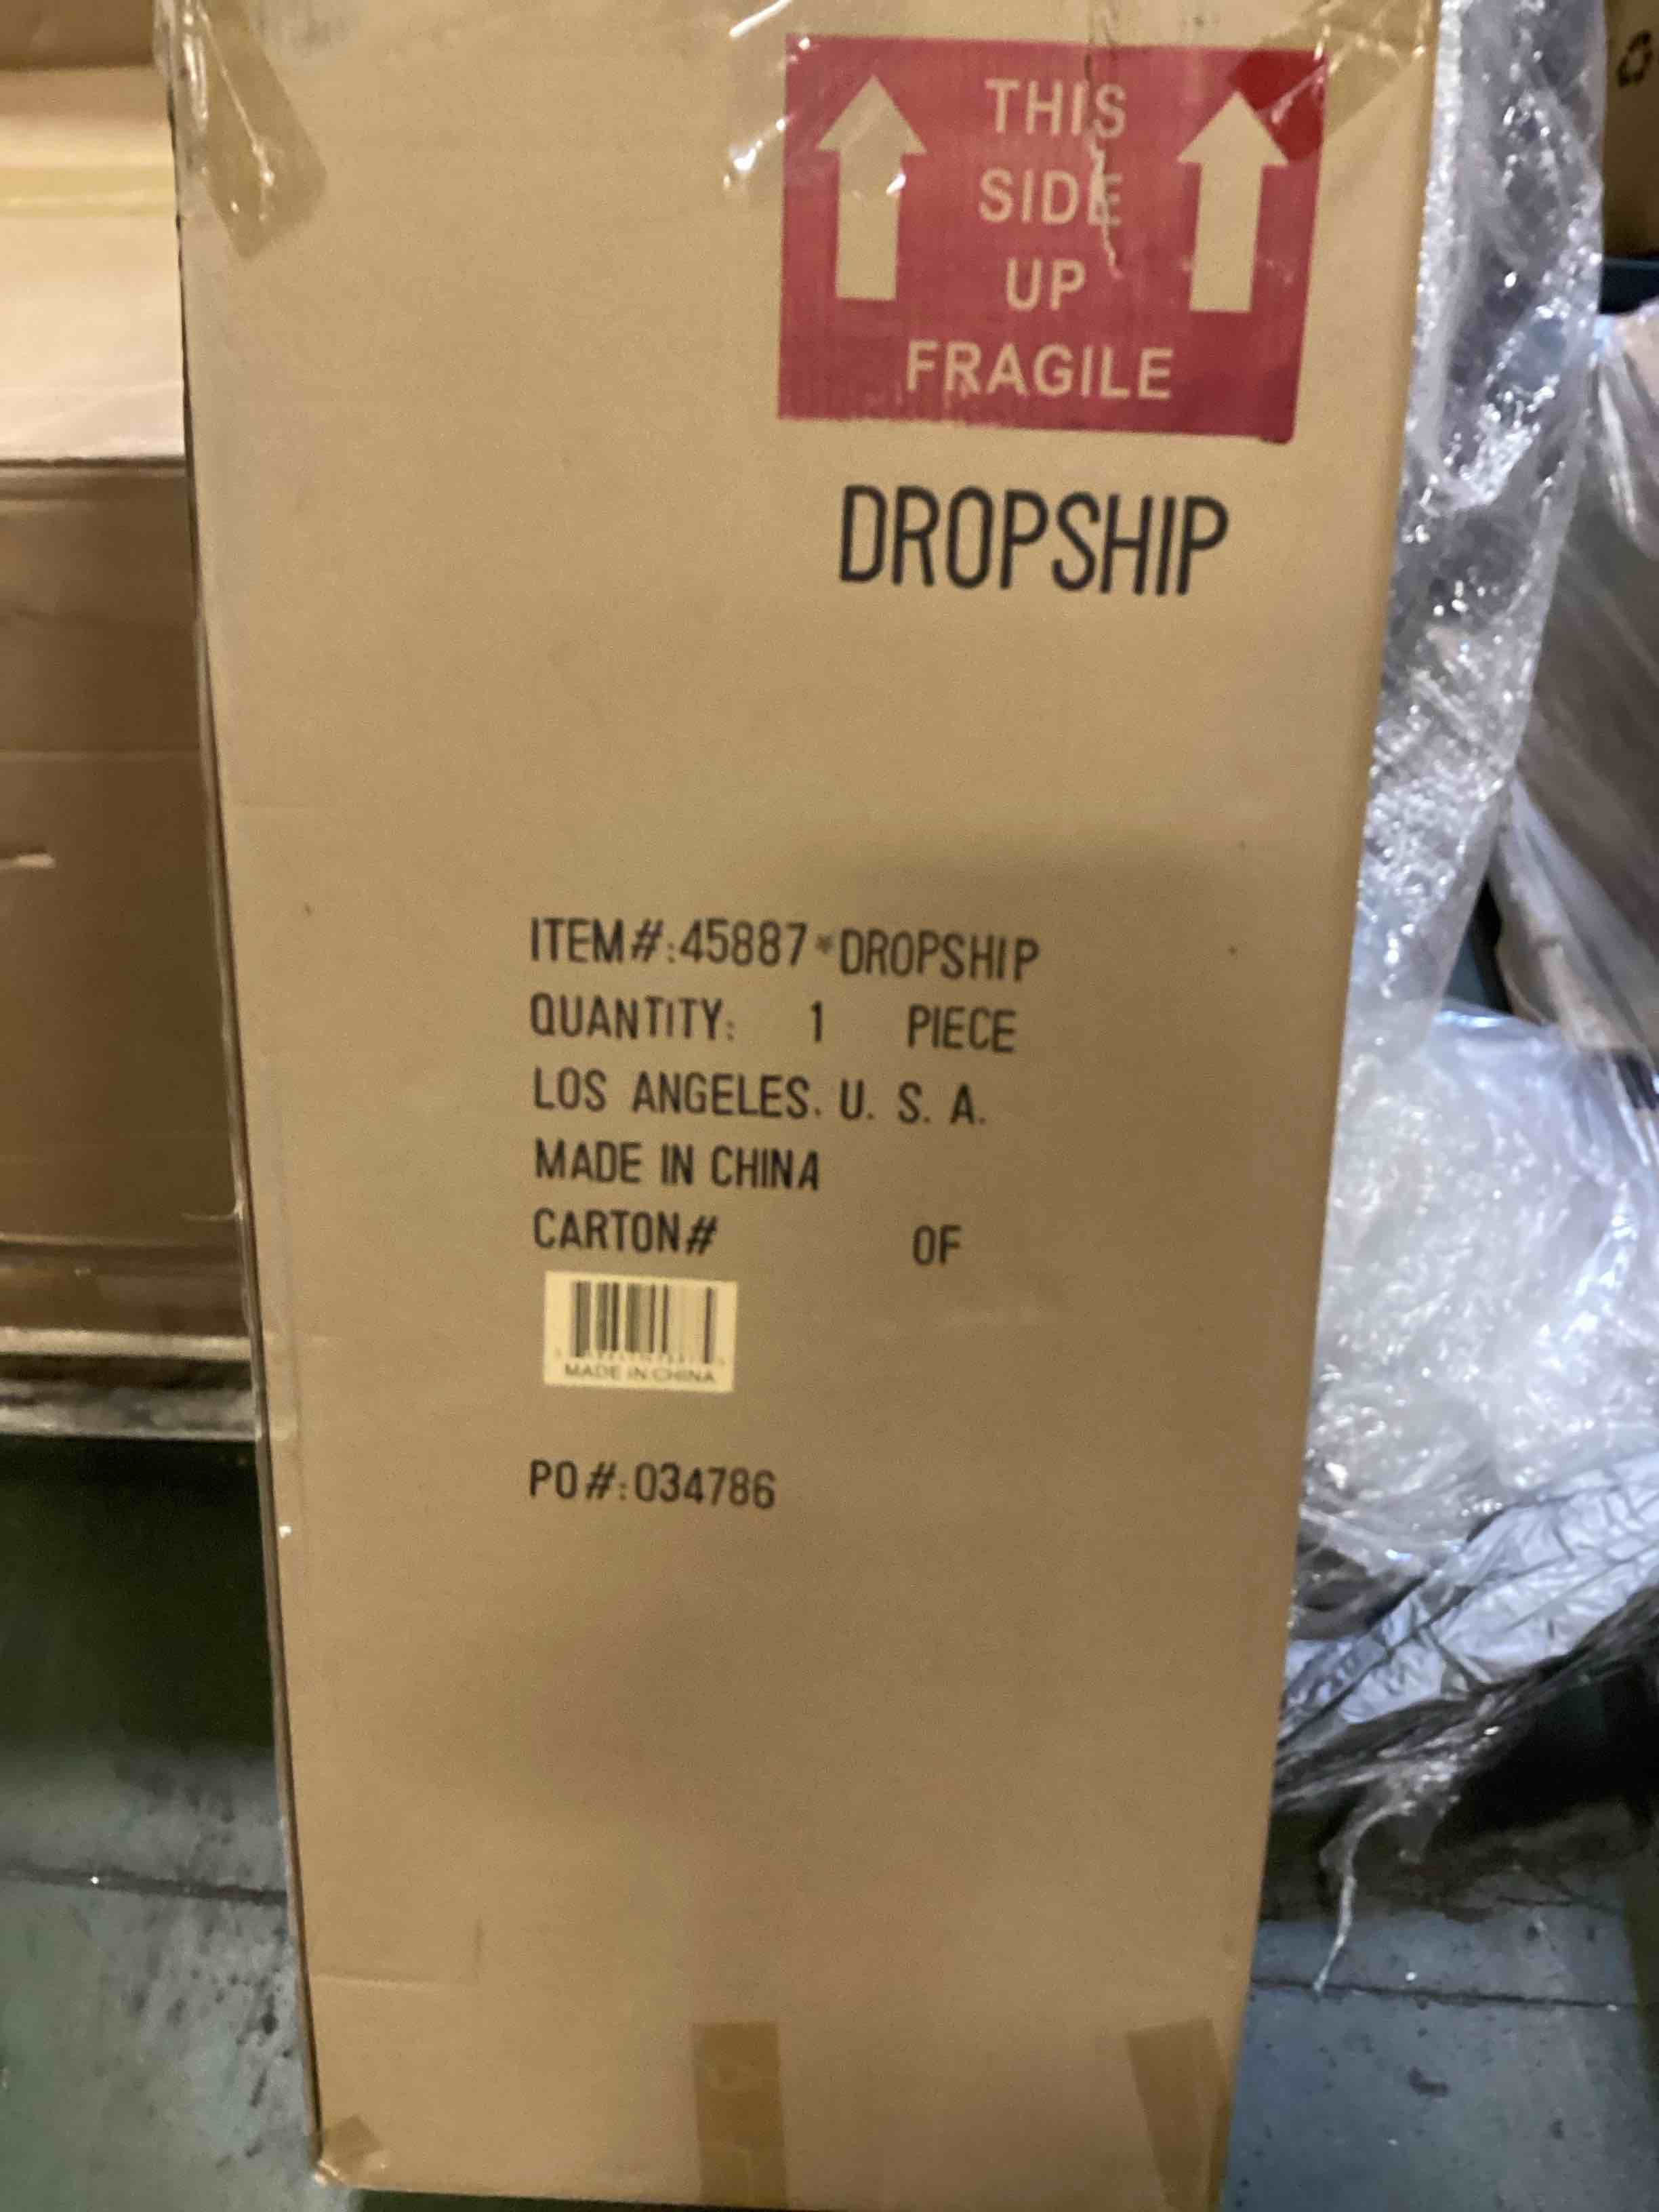 THIS
SIDE
UP
FRAGILE
DROPSHIP
ITEM#:45887*DROPSHIP
QUANTITY: 1 PIECE
LOS ANGELES. U. S. A.
MADE IN CHINA
CARTON# OF
MADE IN CHINA
PO#:034786